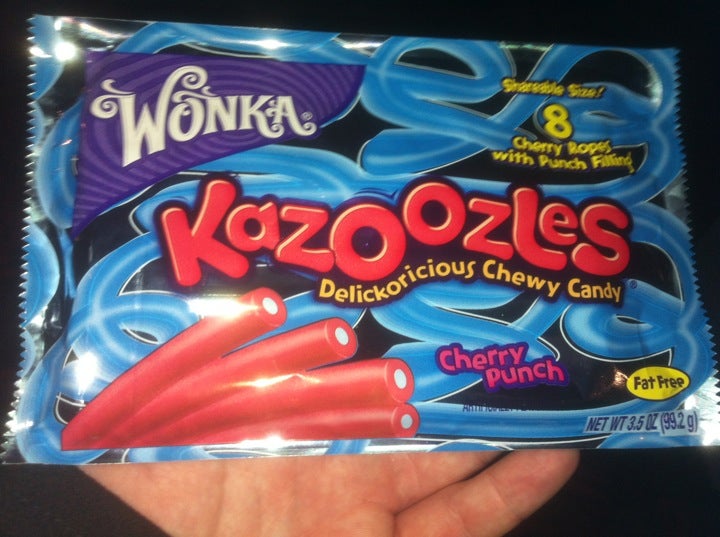 WONKA®
Shareable Size!
8
Cherry Ropes
with Punch Filling
KazoOzLes
Delickoricious Chewy Candy®
Cherry
Punch
Fat Free
NET WT 3.5 OZ (99.2 g)